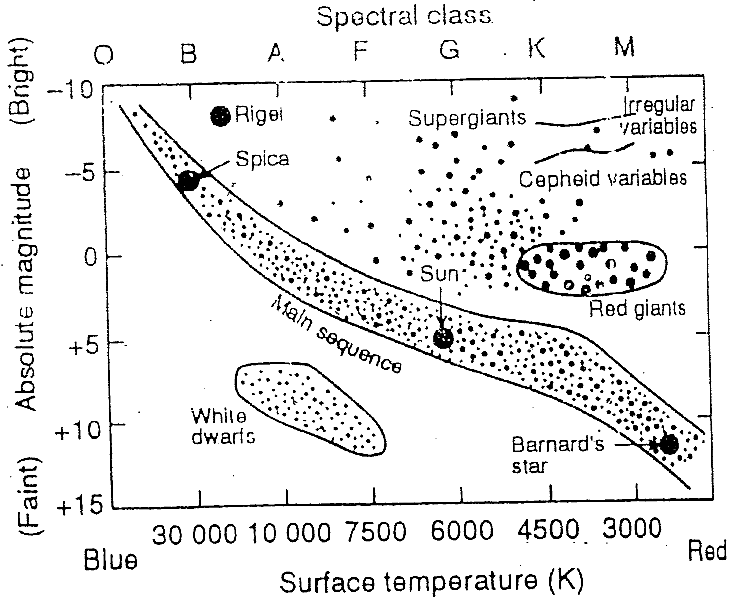 Spectral class
O B A F G K M
(Bright)
Absolute magnitude
(Faint)
−10
−5
0
+5
+10
+15
Rigel
Spica
Supergiants
Irregular
variables
Cepheid variables
Sun
Red giants
Main sequence
White
dwarfs
Barnard's
star
30 000 10 000 7500 6000 4500 3000
Blue
Red
Surface temperature (K)